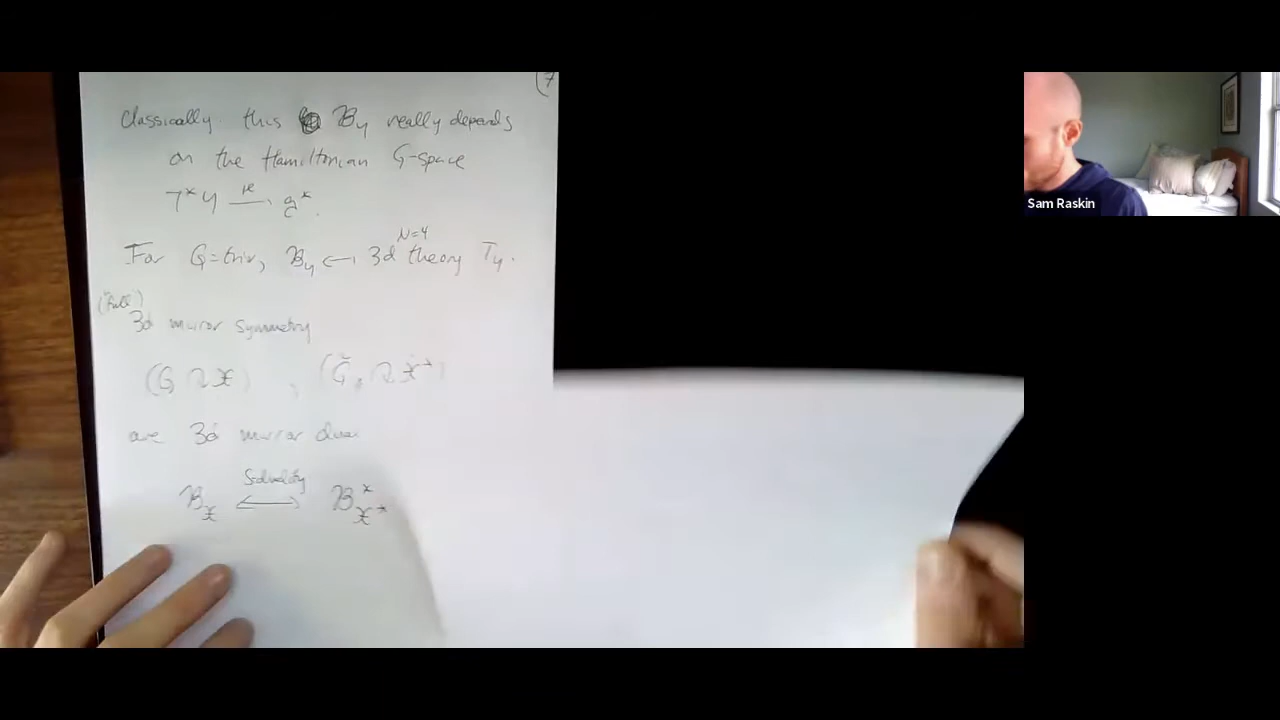 (7
Classically, this B_y really depends
on the Hamiltonian G-space
T*Y —μ→ g*.
For G=triv, B_y ↔ 3d N=4 theory T_y.
("Full")
3d mirror symmetry
(G ↷ X), (Ǧ, ↷ X*)
are 3d mirror dual
B_X ⟷ B*_X*
S-duality
Sam Raskin